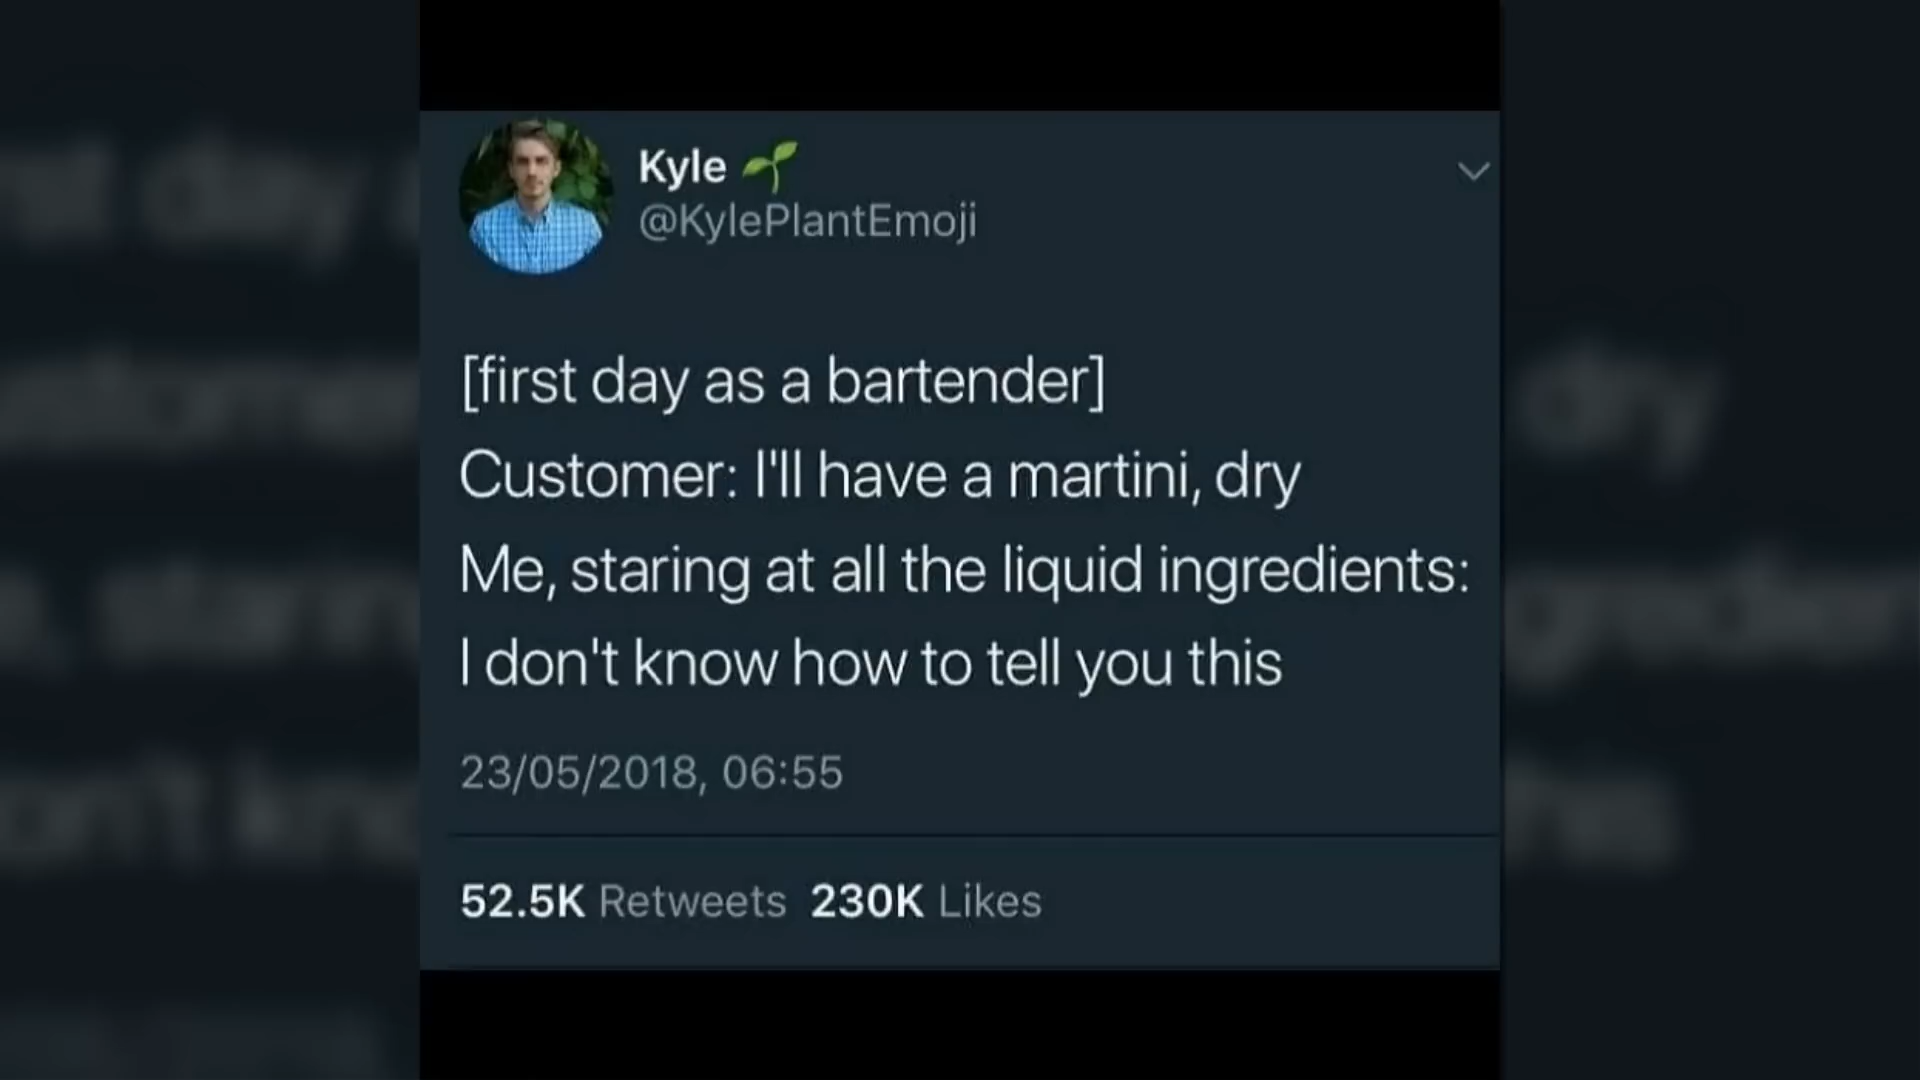 Kyle 🌱
@KylePlantEmoji
[first day as a bartender]
Customer: I'll have a martini, dry
Me, staring at all the liquid ingredients:
I don't know how to tell you this
23/05/2018, 06:55
52.5K Retweets 230K Likes